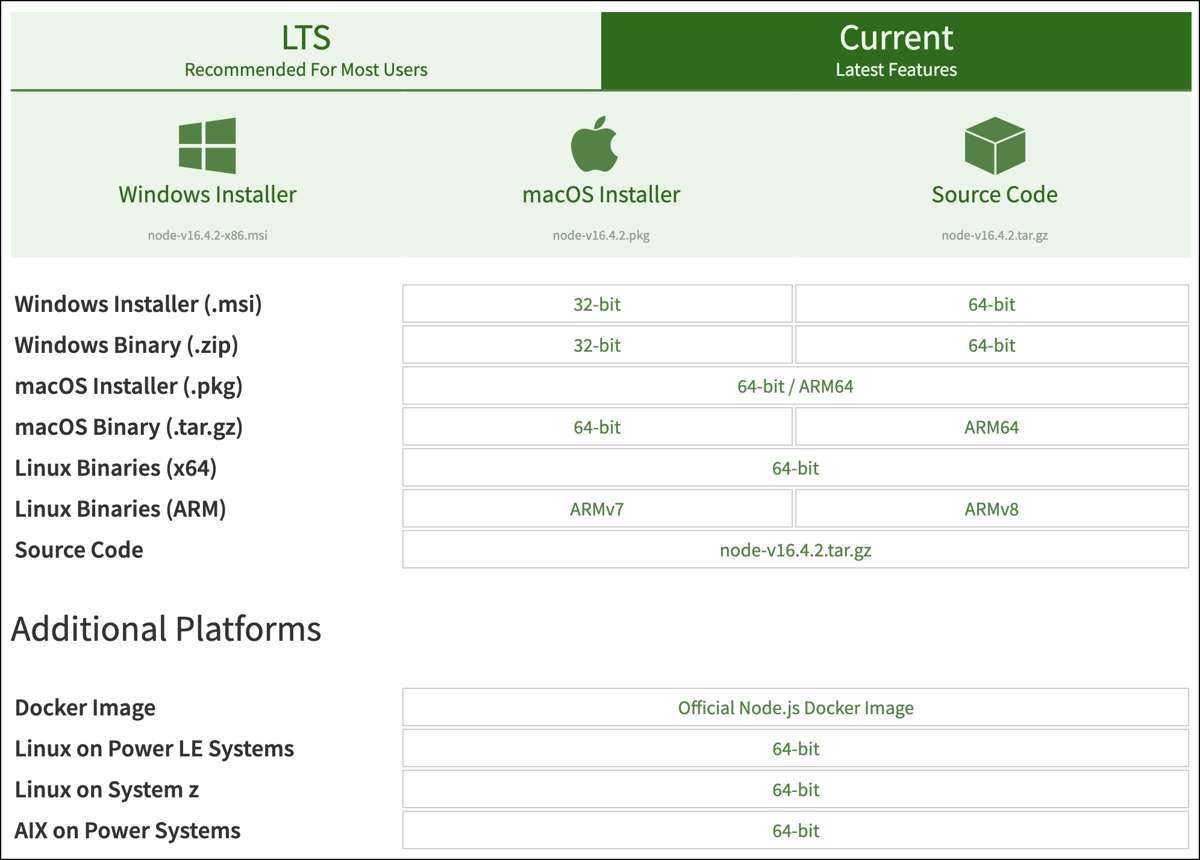 LTS
Recommended For Most Users
Current
Latest Features
Windows Installer
node-v16.4.2-x86.msi
macOS Installer
node-v16.4.2.pkg
Source Code
node-v16.4.2.tar.gz
Windows Installer (.msi) 32-bit 64-bit
Windows Binary (.zip) 32-bit 64-bit
macOS Installer (.pkg) 64-bit / ARM64
macOS Binary (.tar.gz) 64-bit ARM64
Linux Binaries (x64) 64-bit
Linux Binaries (ARM) ARMv7 ARMv8
Source Code node-v16.4.2.tar.gz
Additional Platforms
Docker Image Official Node.js Docker Image
Linux on Power LE Systems 64-bit
Linux on System z 64-bit
AIX on Power Systems 64-bit